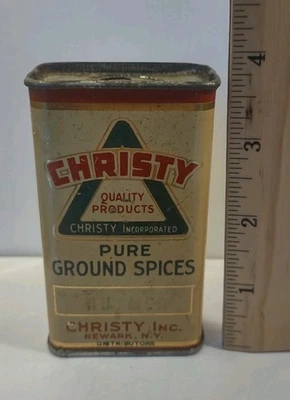 CHRISTY
QUALITY
PRODUCTS
CHRISTY INCORPORATED
PURE
GROUND SPICES
CHRISTY INC.
NEWARK, N.Y.
DISTRIBUTORS
4
3
2
1